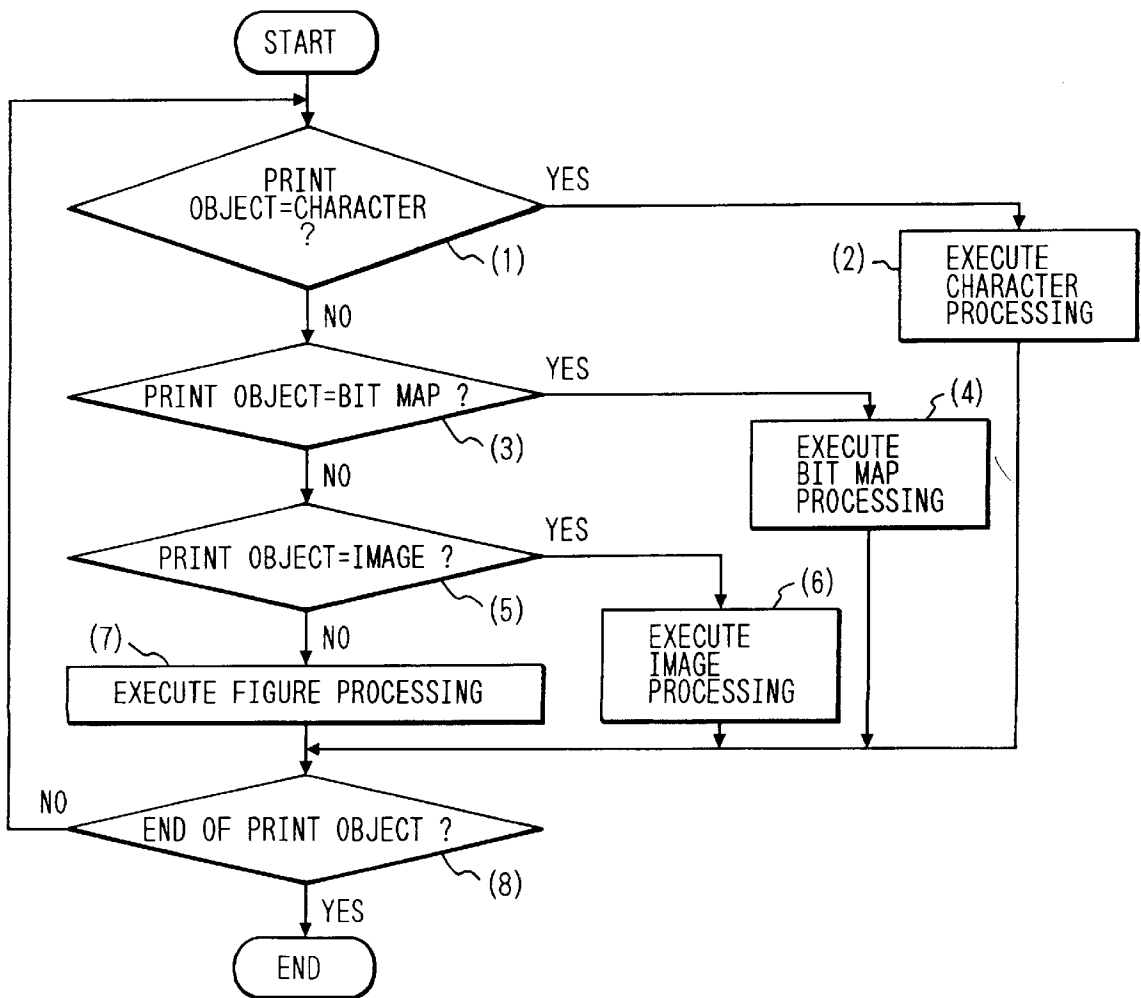 START
PRINT
OBJECT=CHARACTER
?
(1)
YES
(2)
EXECUTE
CHARACTER
PROCESSING
NO
PRINT OBJECT=BIT MAP ?
(3)
YES
(4)
EXECUTE
BIT MAP
PROCESSING
NO
PRINT OBJECT=IMAGE ?
(5)
YES
(6)
EXECUTE
IMAGE
PROCESSING
NO
(7)
EXECUTE FIGURE PROCESSING
NO
END OF PRINT OBJECT ?
(8)
YES
END